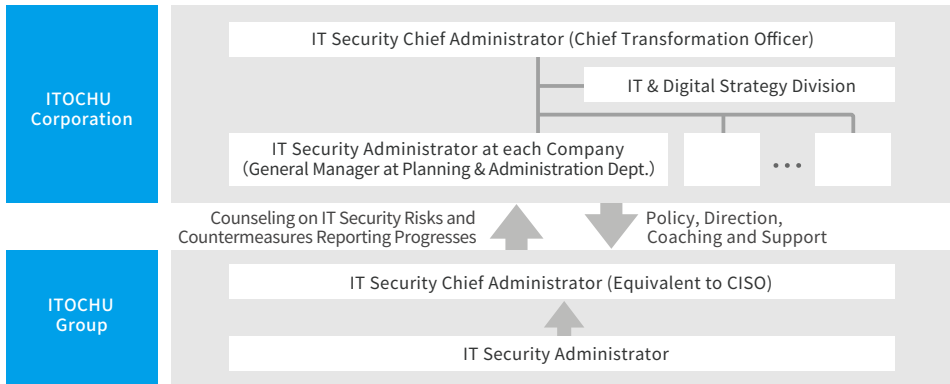 ITOCHU
Corporation
IT Security Chief Administrator (Chief Transformation Officer)
IT & Digital Strategy Division
IT Security Administrator at each Company
(General Manager at Planning & Administration Dept.)
...
Counseling on IT Security Risks and
Countermeasures Reporting Progresses
Policy, Direction,
Coaching and Support
ITOCHU
Group
IT Security Chief Administrator (Equivalent to CISO)
IT Security Administrator